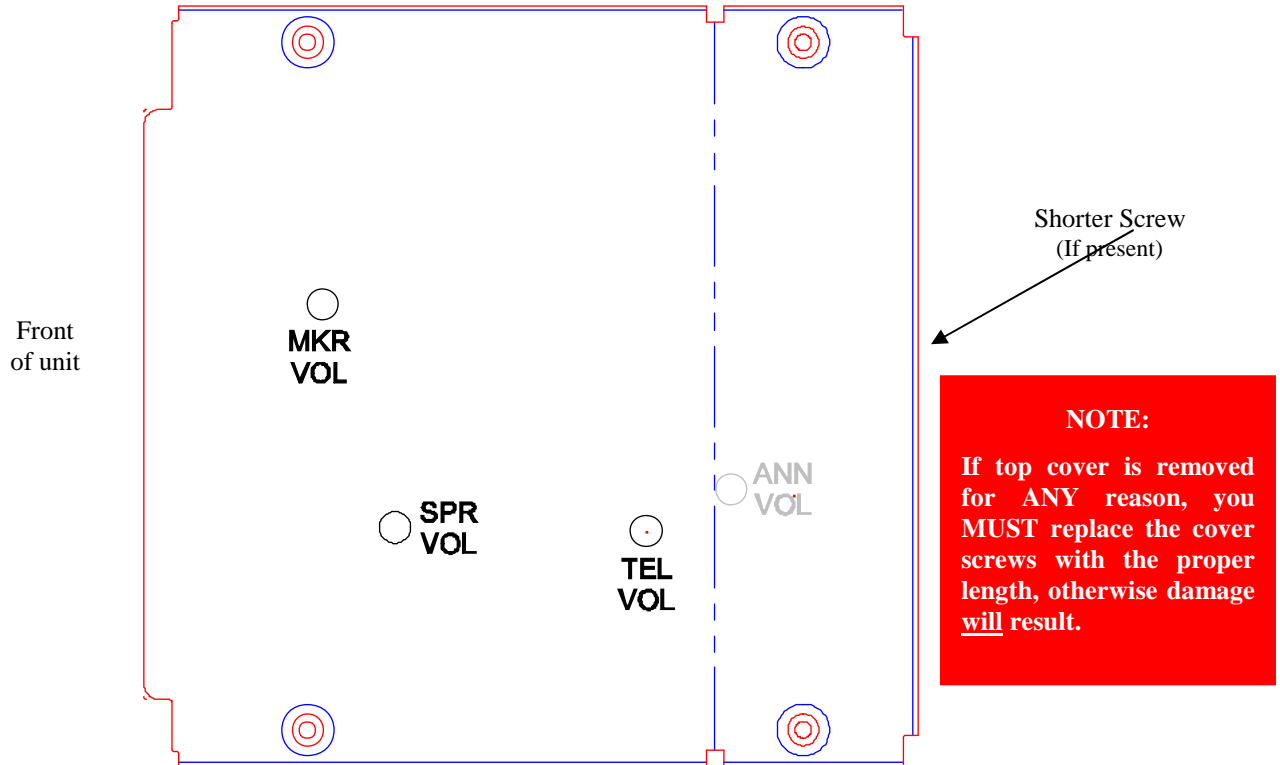 Shorter Screw
(If present)
Front
of unit
MKR
VOL
ANN
VOL
SPR
VOL
TEL
VOL
NOTE:
If top cover is removed
for ANY reason, you
MUST replace the cover
screws with the proper
length, otherwise damage
will result.